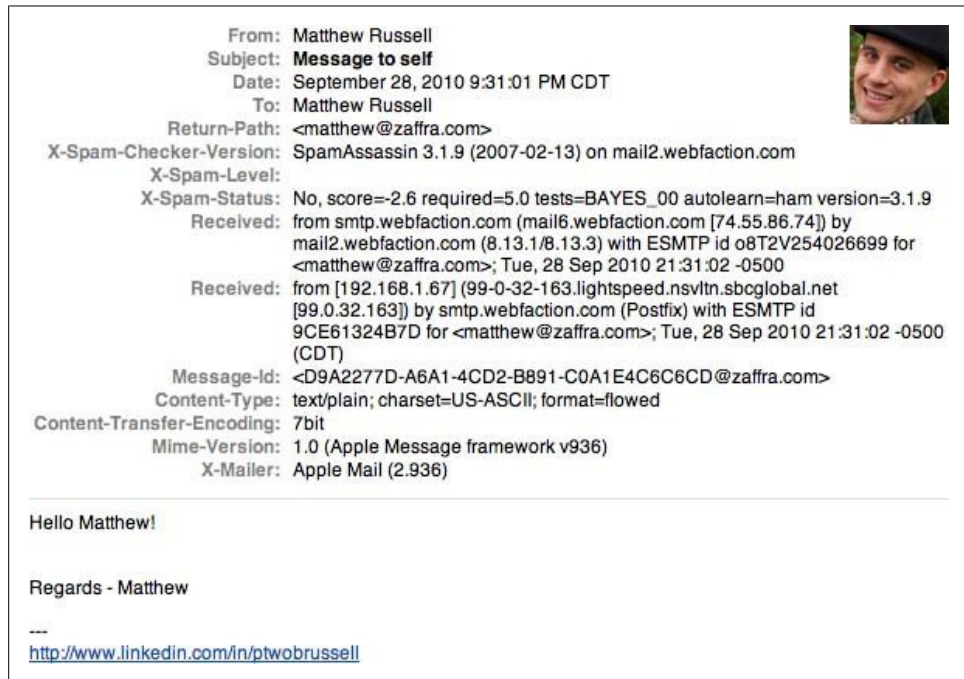 From: Matthew Russell
Subject: Message to self
Date: September 28, 2010 9:31:01 PM CDT
To: Matthew Russell
Return-Path: <matthew@zaffra.com>
X-Spam-Checker-Version: SpamAssassin 3.1.9 (2007-02-13) on mail2.webfaction.com
X-Spam-Level:
X-Spam-Status: No, score=-2.6 required=5.0 tests=BAYES_00 autolearn=ham version=3.1.9
Received: from smtp.webfaction.com (mail6.webfaction.com [74.55.86.74]) by
mail2.webfaction.com (8.13.1/8.13.3) with ESMTP id o8T2V254026699 for
<matthew@zaffra.com>; Tue, 28 Sep 2010 21:31:02 -0500
Received: from [192.168.1.67] (99-0-32-163.lightspeed.nsvltn.sbcglobal.net
[99.0.32.163]) by smtp.webfaction.com (Postfix) with ESMTP id
9CE61324B7D for <matthew@zaffra.com>; Tue, 28 Sep 2010 21:31:02 -0500
(CDT)
Message-Id: <D9A2277D-A6A1-4CD2-B891-C0A1E4C6C6CD@zaffra.com>
Content-Type: text/plain; charset=US-ASCII; format=flowed
Content-Transfer-Encoding: 7bit
Mime-Version: 1.0 (Apple Message framework v936)
X-Mailer: Apple Mail (2.936)
Hello Matthew!
Regards - Matthew
---
http://www.linkedin.com/in/ptwobrussell